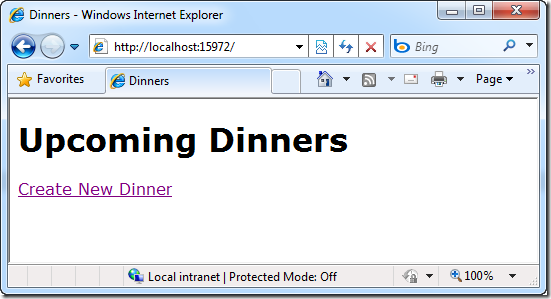 Dinners - Windows Internet Explorer
http://localhost:15972/
Bing
Favorites
Dinners
Page
Upcoming Dinners
Create New Dinner
Local intranet | Protected Mode: Off
100%